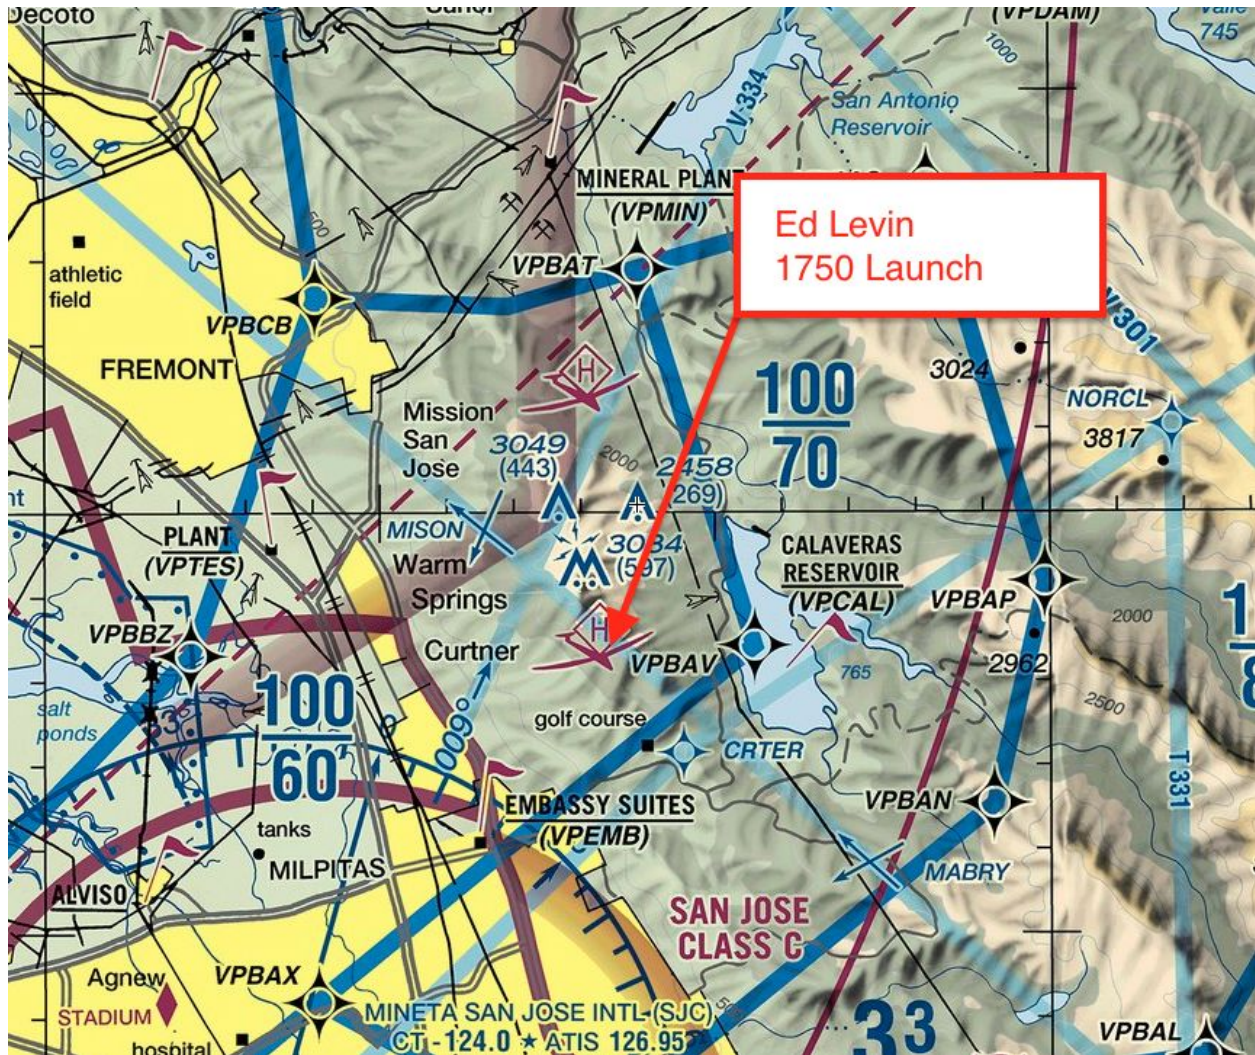 Decoto
(VPDAM)
745
1000
V 334
San Antonio
Reservoir
MINERAL PLANT
(VPMIN)
Ed Levin
1750 Launch
500
athletic
field
VPBAT
VPBCB
V 301
FREMONT
H
3024
100
70
NORCL
3817
Mission
San
Jose
3049
(443)
2000
2458
269)
MISON
PLANT
(VPTES)
Warm
Springs
3084
(597)
CALAVERAS
RESERVOIR
(VPCAL)
VPBAP
2000
VPBBZ
H
Curtner
VPBAV
765
2962
2500
100
60
salt
ponds
009°
golf course
CRTER
T 331
EMBASSY SUITES
(VPEMB)
VPBAN
tanks
MILPITAS
MABRY
ALVISO
SAN JOSE
CLASS C
Agnew
VPBAX
STADIUM
MINETA SAN JOSE INTL (SJC)
CT - 124.0 ★ ATIS 126.95
hospital
33
VPBAL